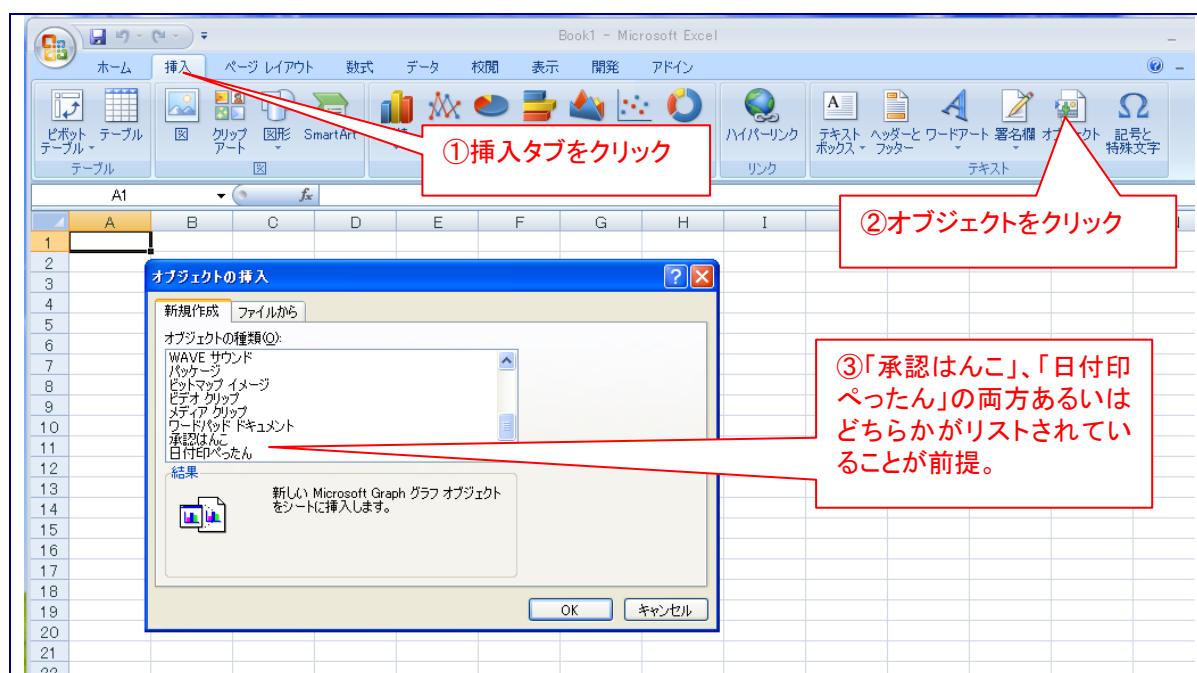 Book1 - Microsoft Excel
ホーム 挿入 ページ レイアウト 数式 データ 校閲 表示 開発 アドイン
ピボットテーブル テーブル 図 クリップアート 図形 SmartArt ハイパーリンク テキストボックス ヘッダーとフッター ワードアート 署名欄 記号と特殊文字
テーブル 図 リンク テキスト
①挿入タブをクリック
②オブジェクトをクリック
A1 fx
A B C D E F G H I
1
2
3
4
5
6
7
8
9
10
11
12
13
14
15
16
17
18
19
20
21
22
オブジェクトの挿入
新規作成 ファイルから
オブジェクトの種類(O):
WAVE サウンド
パッケージ
ビットマップ イメージ
ビデオ クリップ
メディア クリップ
ワードパッド ドキュメント
承認はんこ
日付印ぺったん
結果
新しい Microsoft Graph グラフ オブジェクト
をシートに挿入します。
OK キャンセル
③「承認はんこ」、「日付印
ぺったん」の両方あるいは
どちらかがリストされてい
ることが前提。